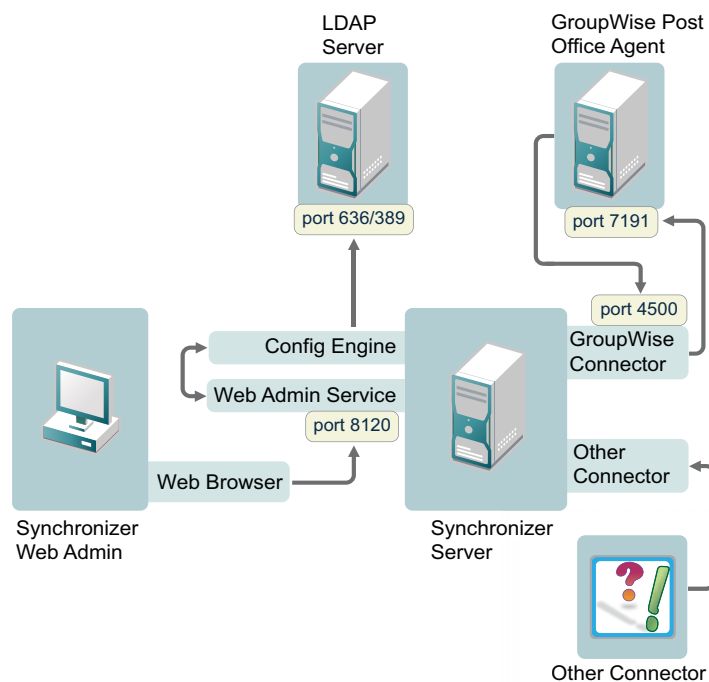 LDAP
Server
GroupWise Post
Office Agent
port 636/389
port 7191
port 4500
Config Engine
GroupWise
Connector
Web Admin Service
port 8120
Web Browser
Other
Connector
Synchronizer
Web Admin
Synchronizer
Server
Other Connector